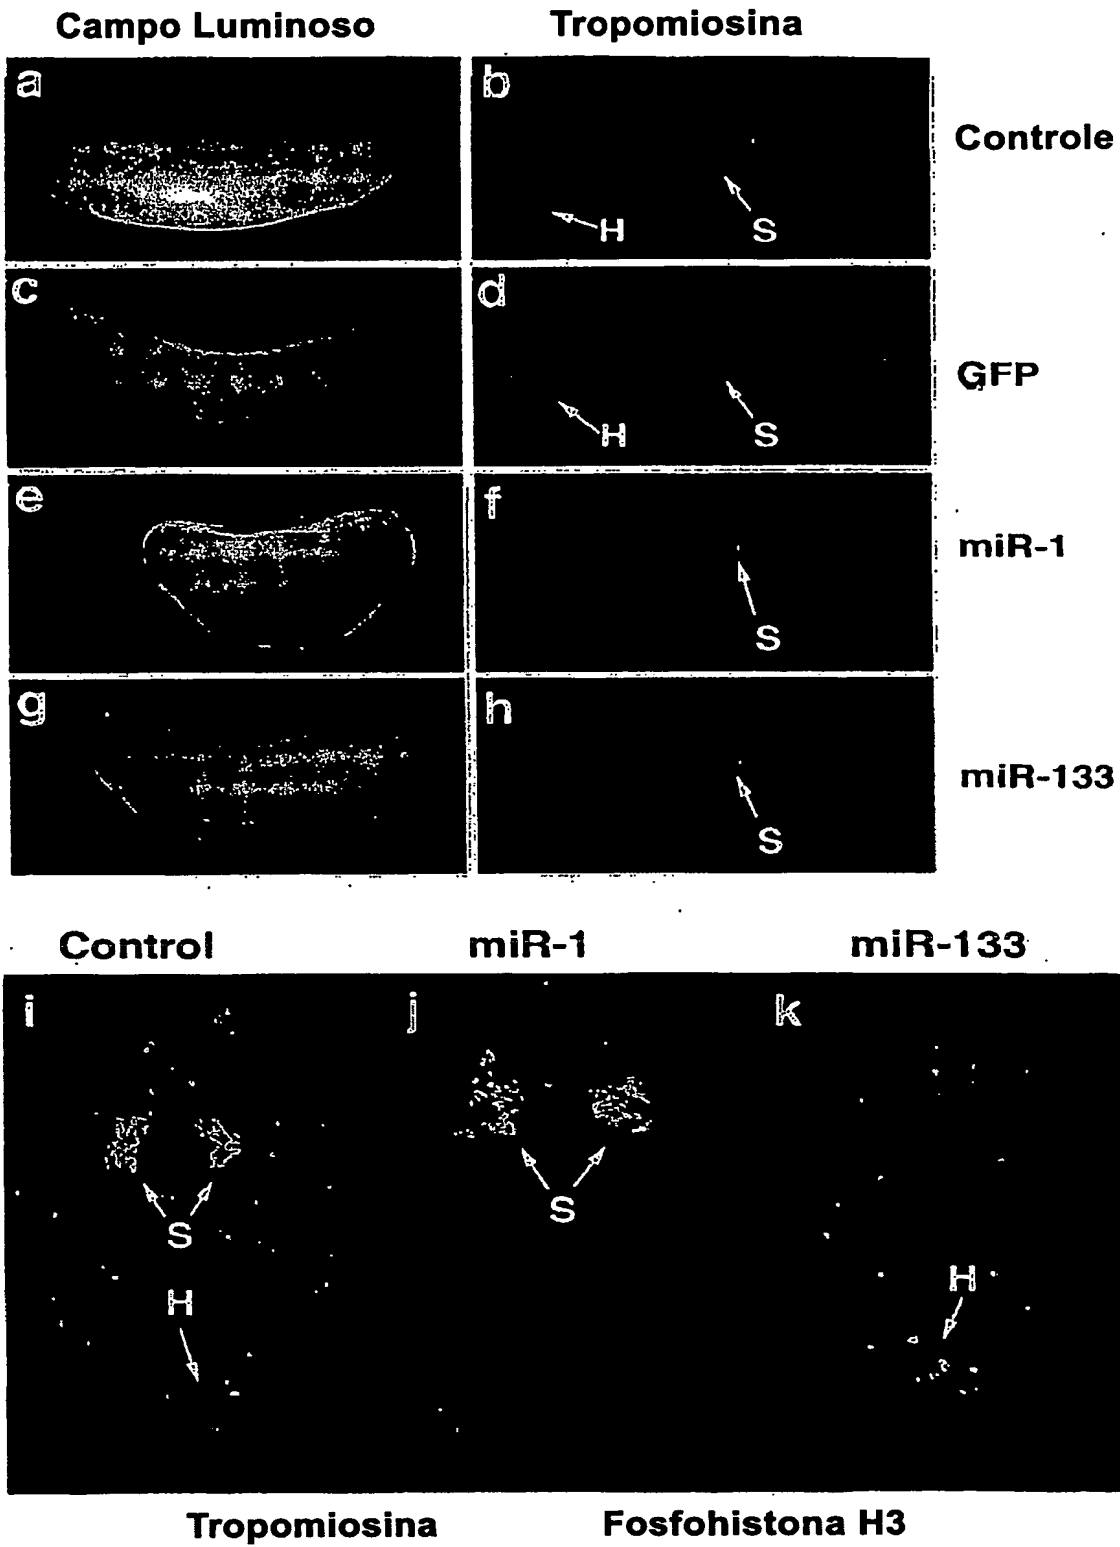 Campo Luminoso
Tropomiosina
a
b
Controle
H
S
c
d
GFP
H
S
e
f
miR-1
S
g
h
miR-133
S
Control
miR-1
miR-133
i
j
k
S
S
H
H
Tropomiosina
Fosfohistona H3